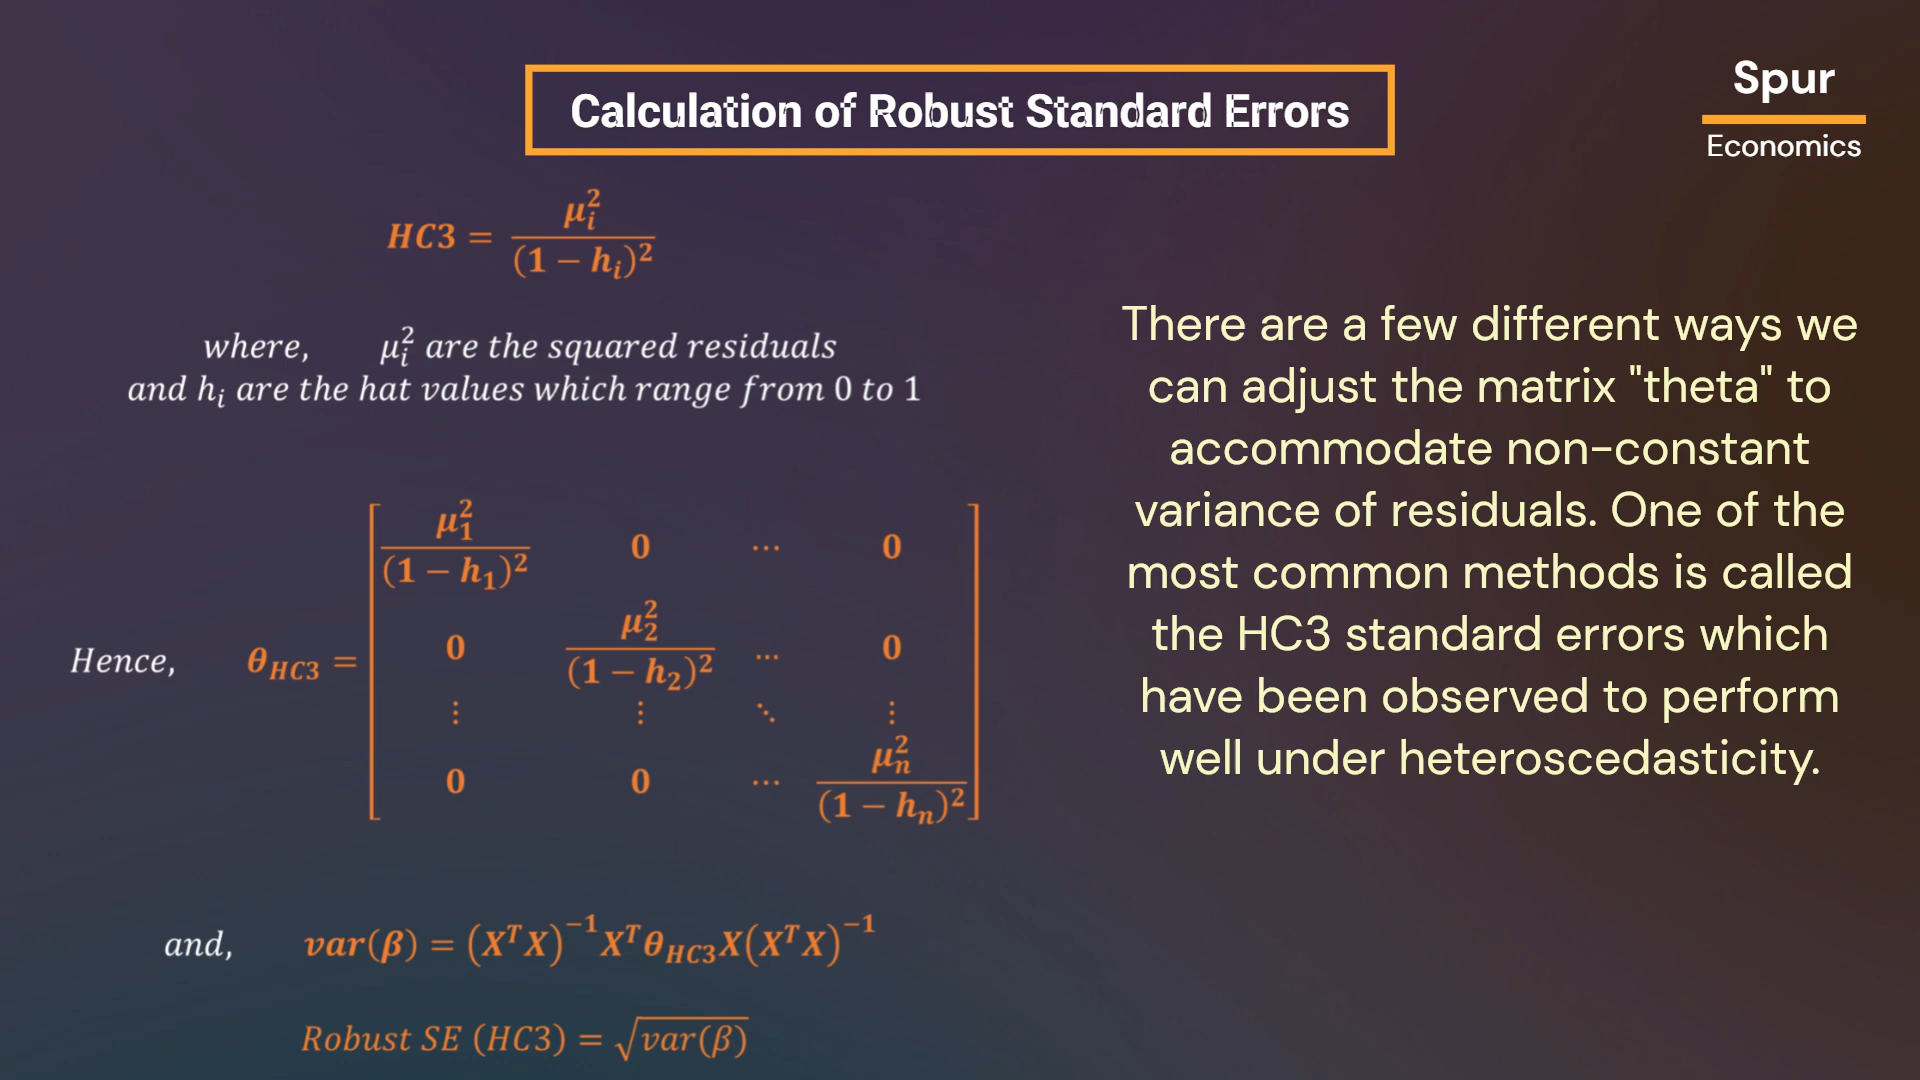 Calculation of Robust Standard Errors
Spur
Economics
HC3 = μᵢ² / (1 − hᵢ)²
where, μᵢ² are the squared residuals
and hᵢ are the hat values which range from 0 to 1
Hence, θ_HC3 =
[ μ₁² / (1 − h₁)² 0 ⋯ 0
0 μ₂² / (1 − h₂)² ⋯ 0
⋮ ⋮ ⋱ ⋮
0 0 ⋯ μₙ² / (1 − hₙ)² ]
and, var(β) = (XᵀX)⁻¹Xᵀθ_HC3X(XᵀX)⁻¹
Robust SE (HC3) = √var(β)
There are a few different ways we
can adjust the matrix "theta" to
accommodate non-constant
variance of residuals. One of the
most common methods is called
the HC3 standard errors which
have been observed to perform
well under heteroscedasticity.